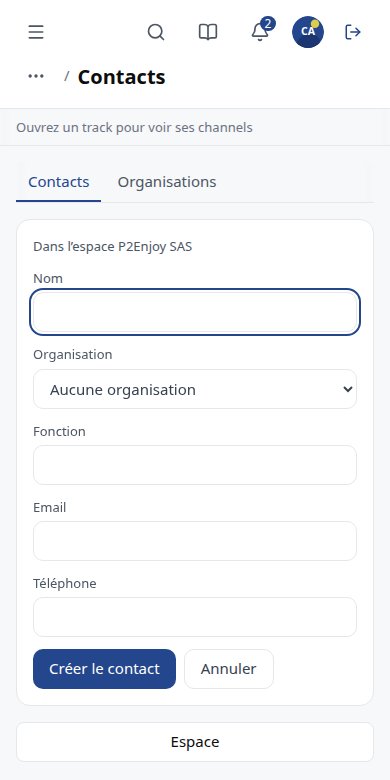 2
CA
... / Contacts
Ouvrez un track pour voir ses channels
Contacts Organisations
Dans l'espace P2Enjoy SAS
Nom
Organisation
Aucune organisation
Fonction
Email
Téléphone
Créer le contact Annuler
Espace